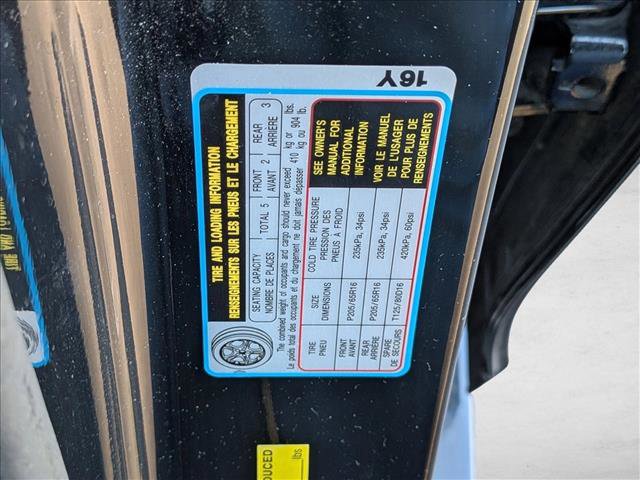 16Y
TIRE AND LOADING INFORMATION
RENSEIGNEMENTS SUR LES PNEUS ET LE CHARGEMENT
SEATING CAPACITY TOTAL 5 FRONT 2 REAR 3
NOMBRE DE PLACES AVANT ARRIÈRE
The combined weight of occupants and cargo should never exceed 410 kg or 904 lbs.
Le poids total des occupants et du chargement ne doit jamais dépasser 410 kg ou 904 lb.
TIRE SIZE COLD TIRE PRESSURE
PNEU DIMENSIONS PRESSION DES PNEUS À FROID
FRONT AVANT P205/65R16 235kPa, 34psi
REAR ARRIÈRE P205/65R16 235kPa, 34psi
SPARE DE SECOURS T125/80D16 420kPa, 60psi
SEE OWNER'S
MANUAL FOR
ADDITIONAL
INFORMATION
VOIR LE MANUEL
DE L'USAGER
POUR PLUS DE
RENSEIGNEMENTS
DUCED
lbs